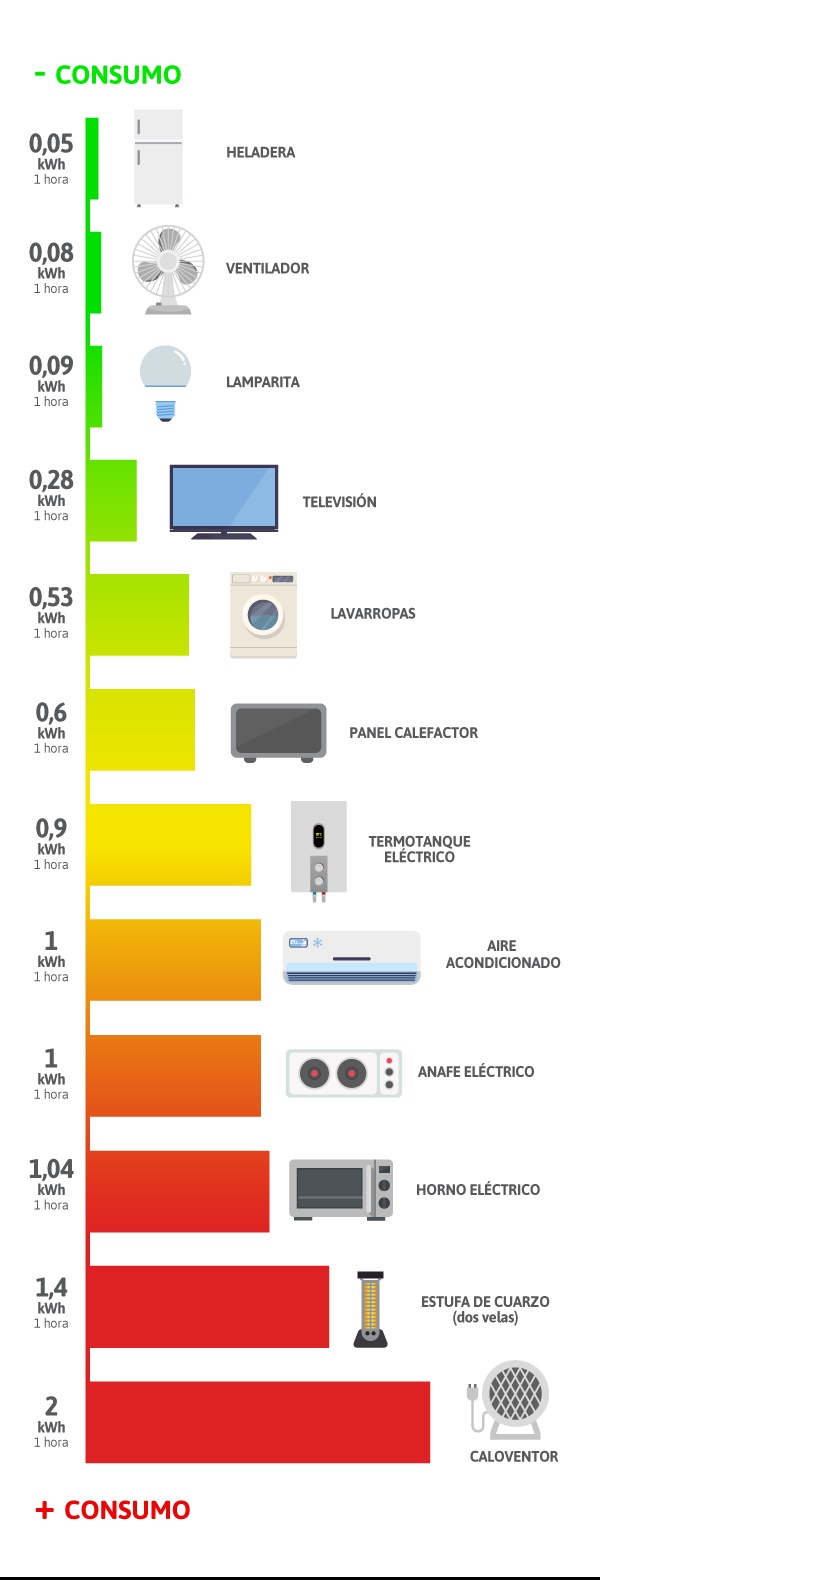 - CONSUMO
0,05
kWh
1 hora
HELADERA
0,08
kWh
1 hora
VENTILADOR
0,09
kWh
1 hora
LAMPARITA
0,28
kWh
1 hora
TELEVISIÓN
0,53
kWh
1 hora
LAVARROPAS
0,6
kWh
1 hora
PANEL CALEFACTOR
0,9
kWh
1 hora
TERMOTANQUE
ELÉCTRICO
1
kWh
1 hora
AIRE
ACONDICIONADO
1
kWh
1 hora
ANAFE ELÉCTRICO
1,04
kWh
1 hora
HORNO ELÉCTRICO
1,4
kWh
1 hora
ESTUFA DE CUARZO
(dos velas)
2
kWh
1 hora
CALOVENTOR
+ CONSUMO